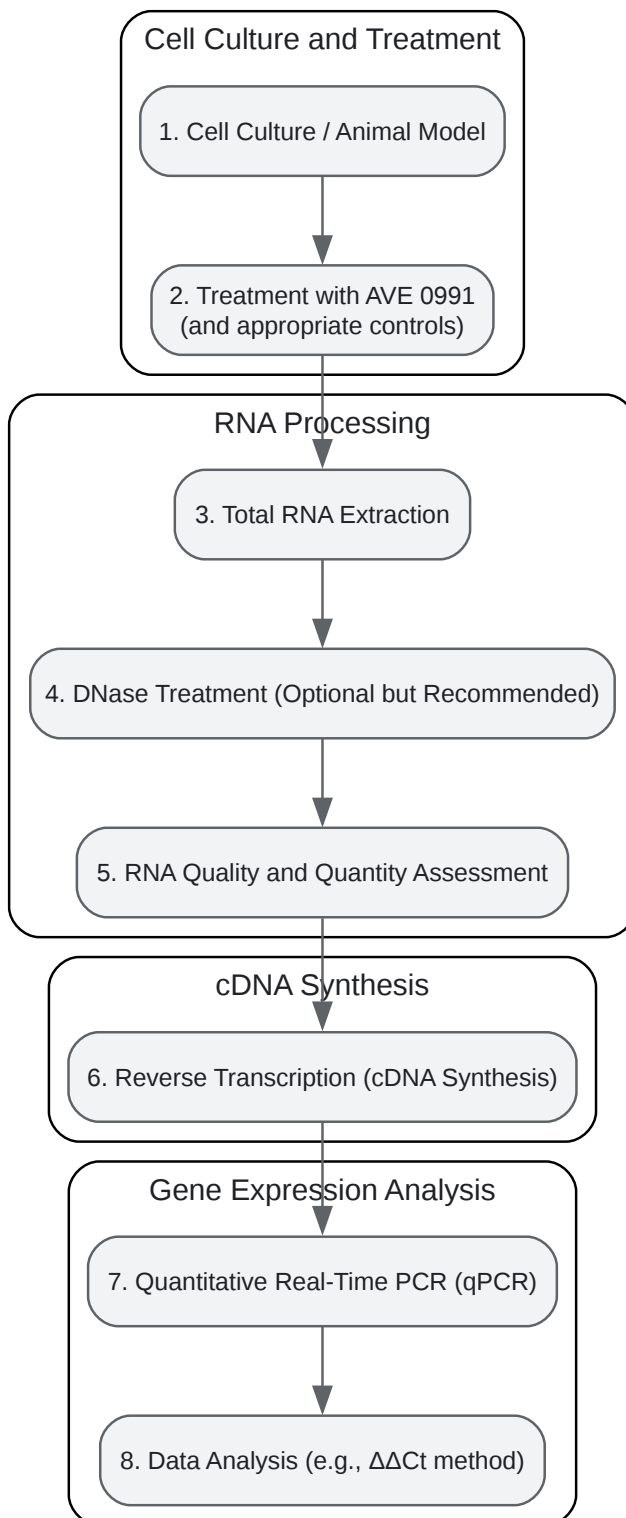 Cell Culture and Treatment
1. Cell Culture / Animal Model
2. Treatment with AVE 0991
(and appropriate controls)
RNA Processing
3. Total RNA Extraction
4. DNase Treatment (Optional but Recommended)
5. RNA Quality and Quantity Assessment
cDNA Synthesis
6. Reverse Transcription (cDNA Synthesis)
Gene Expression Analysis
7. Quantitative Real-Time PCR (qPCR)
8. Data Analysis (e.g., ΔΔCt method)